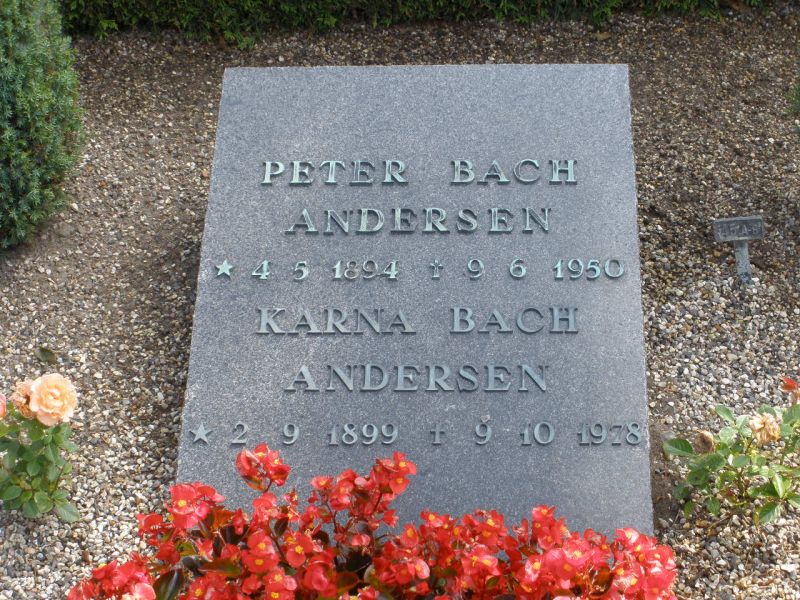 PETER BACH
ANDERSEN
★ 4 5 1894 ✝ 9 6 1950
KARNA BACH
ANDERSEN
★ 2 9 1899 ✝ 9 10 1978